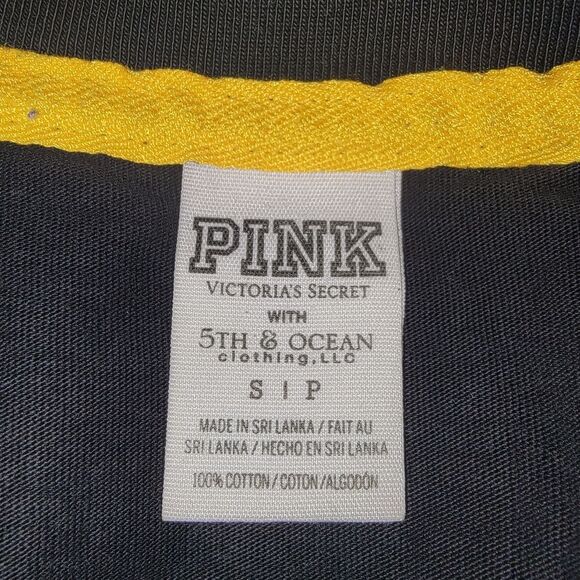 PINK
VICTORIA'S SECRET
WITH
5TH & OCEAN
clothing, LLC
S | P
MADE IN SRI LANKA / FAIT AU
SRI LANKA / HECHO EN SRI LANKA
100% COTTON / COTON / ALGODÓN